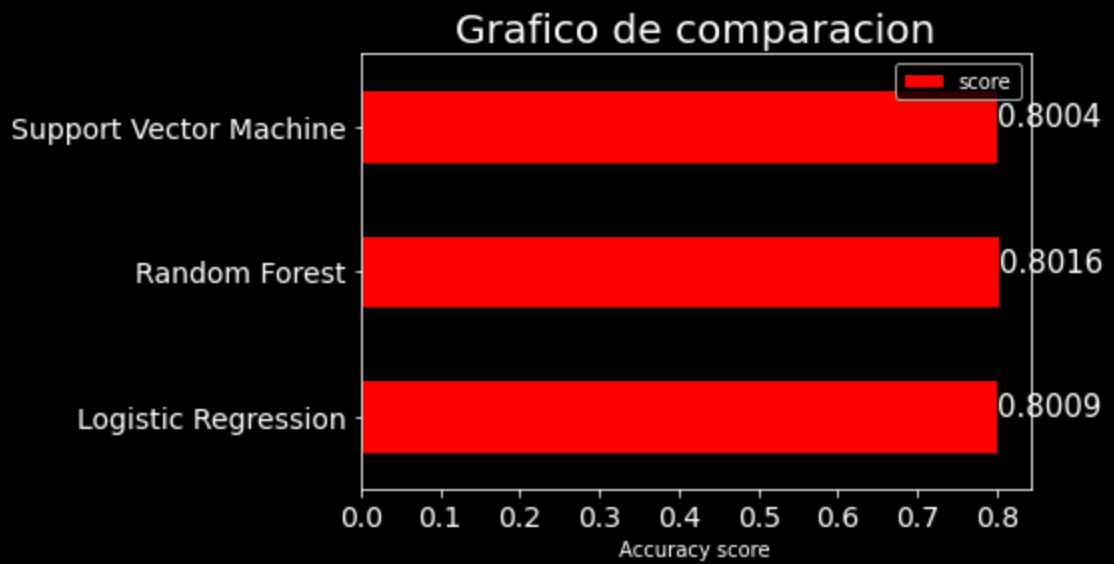 Grafico de comparacion
score
Support Vector Machine
0.8004
Random Forest
0.8016
Logistic Regression
0.8009
0.0 0.1 0.2 0.3 0.4 0.5 0.6 0.7 0.8
Accuracy score